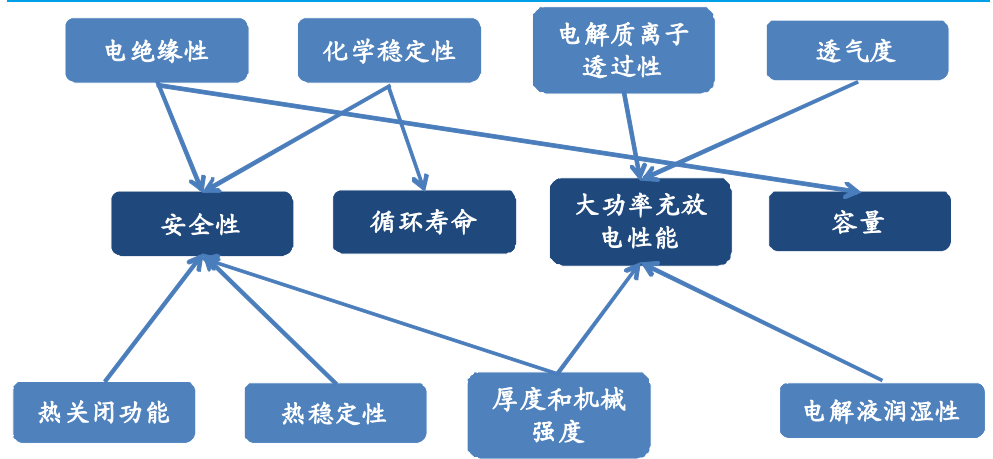 电绝缘性
化学稳定性
电解质离子
透过性
透气度
安全性
循环寿命
大功率充放
电性能
容量
热关闭功能
热稳定性
厚度和机械
强度
电解液润湿性